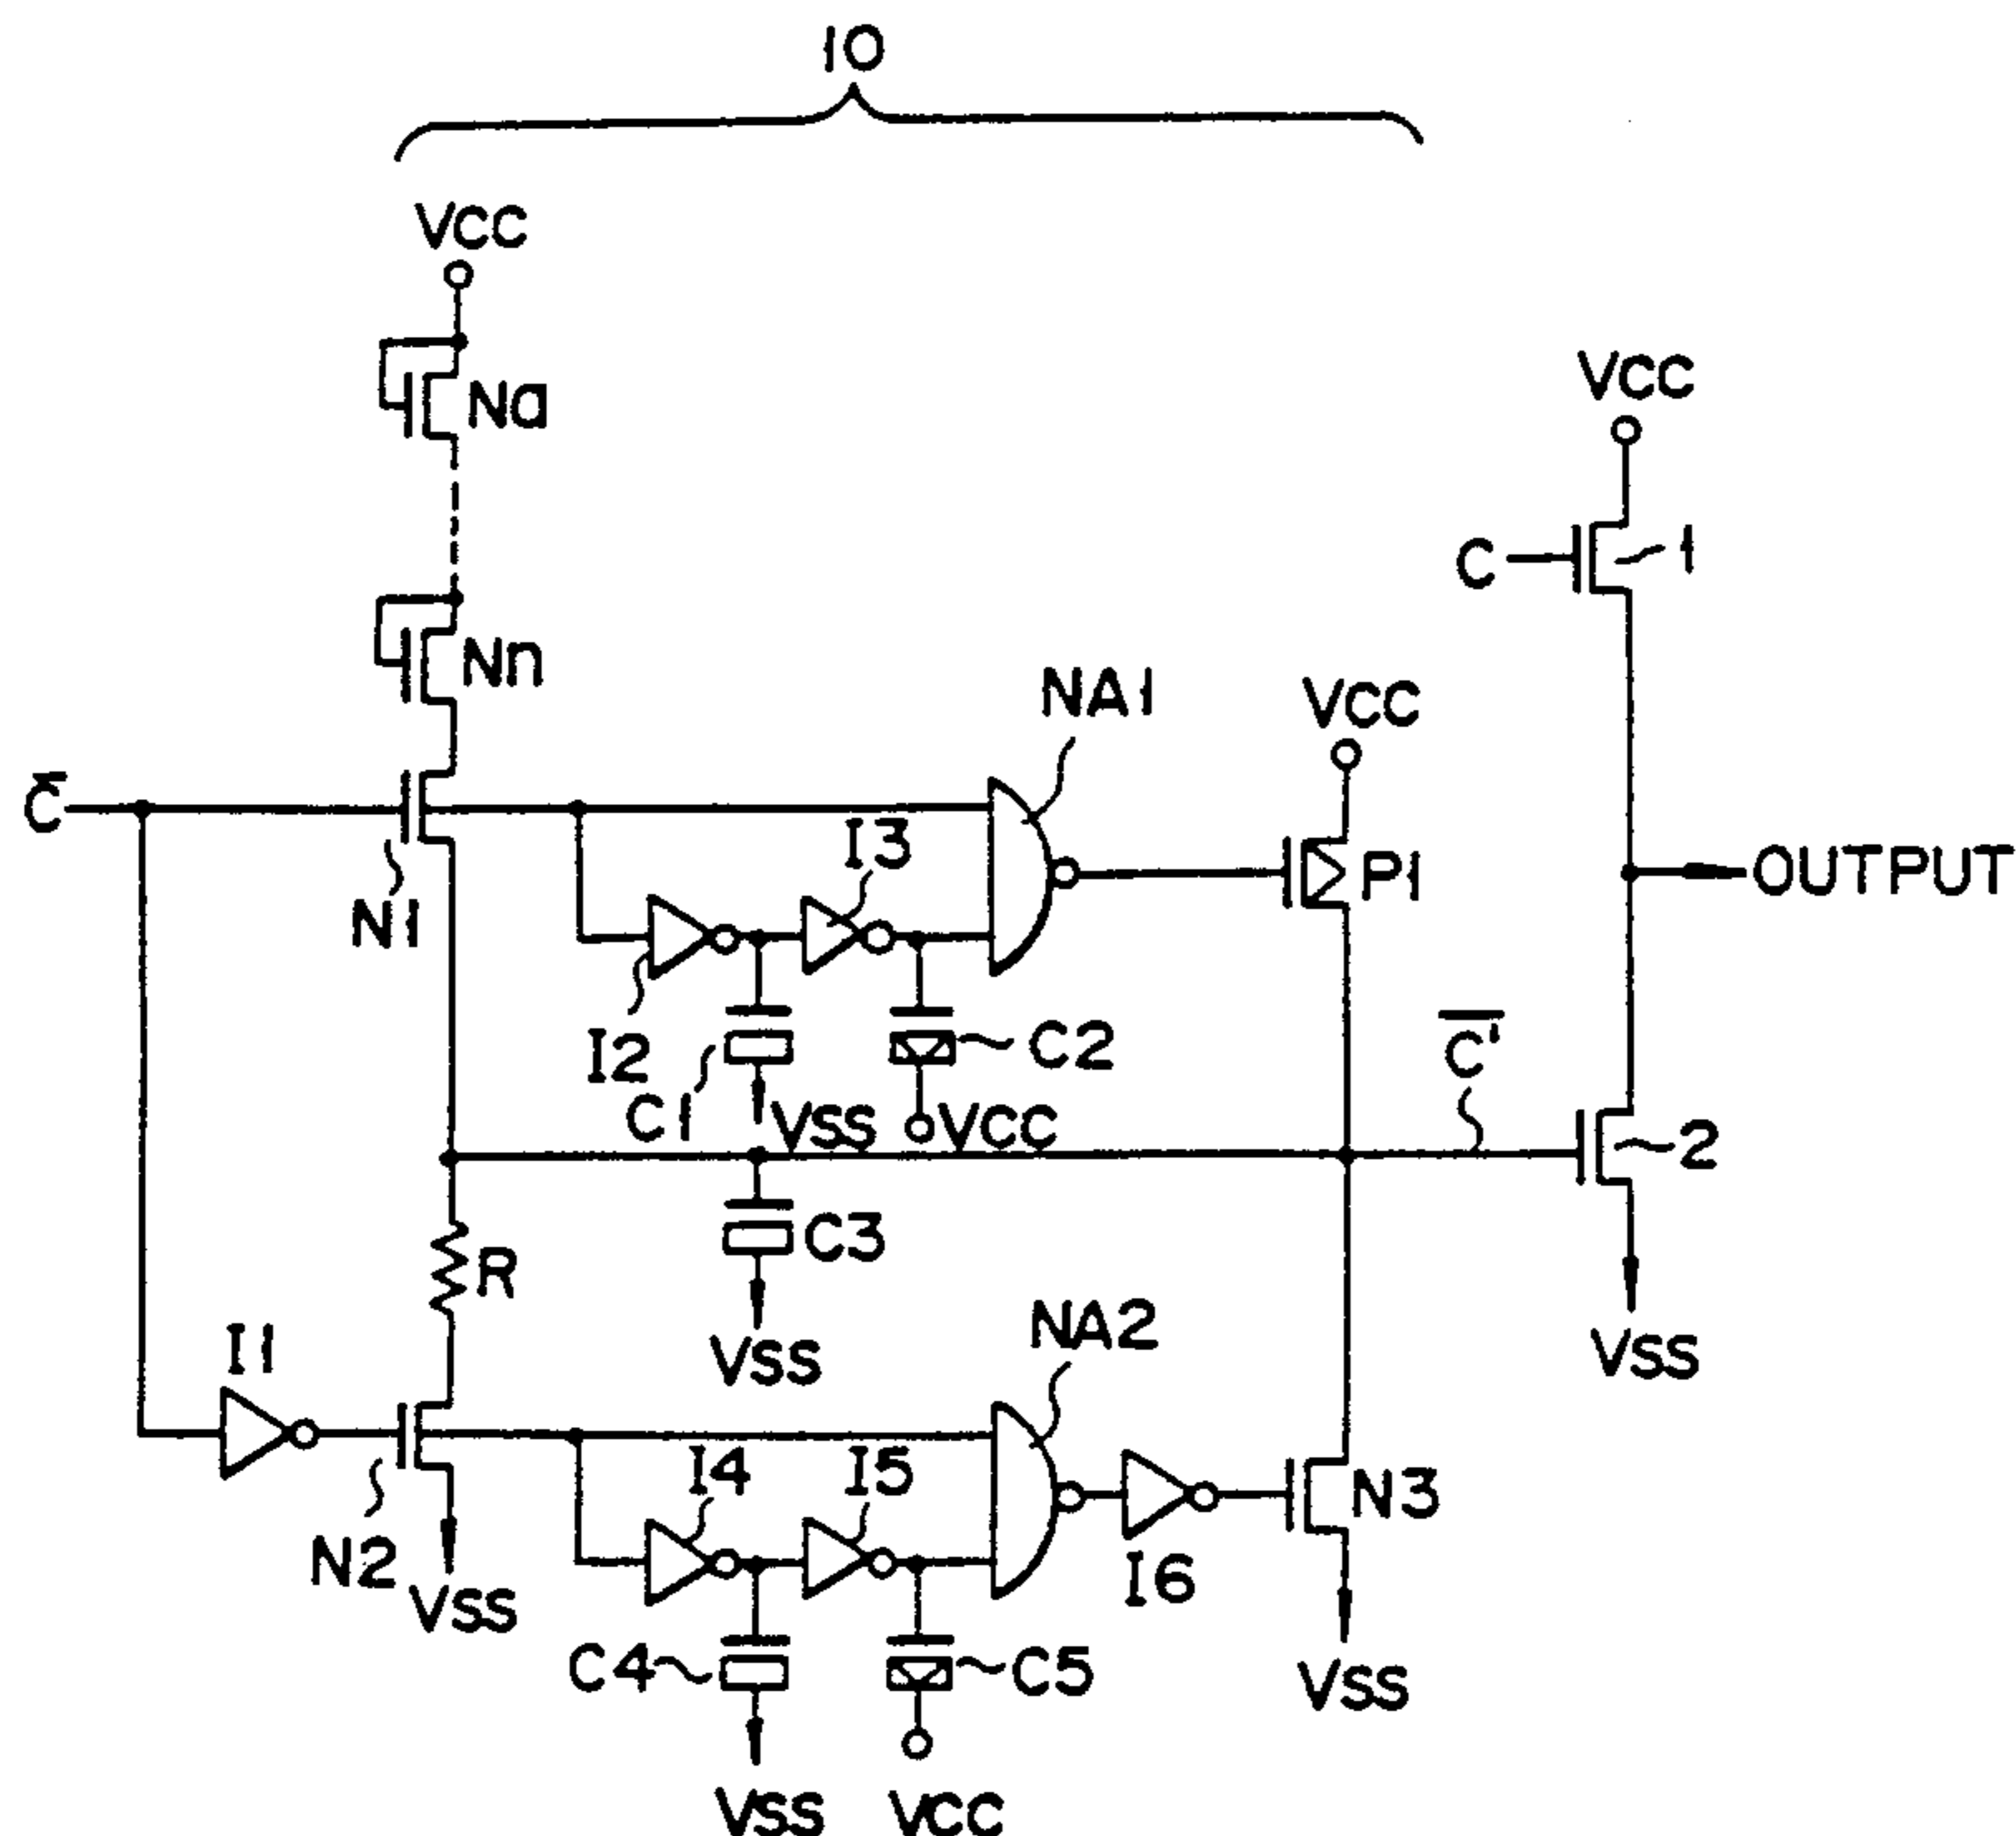 10
VCC
Na
VCC
C
1
Nn
NA1
VCC
C̄
I3
P1
OUTPUT
N1
I2
C1
VSS
C2
VCC
C̄'
2
C3
R
VSS
NA2
VSS
I1
I4
I5
N3
N2
VSS
I6
C4
C5
VSS
VSS
VCC